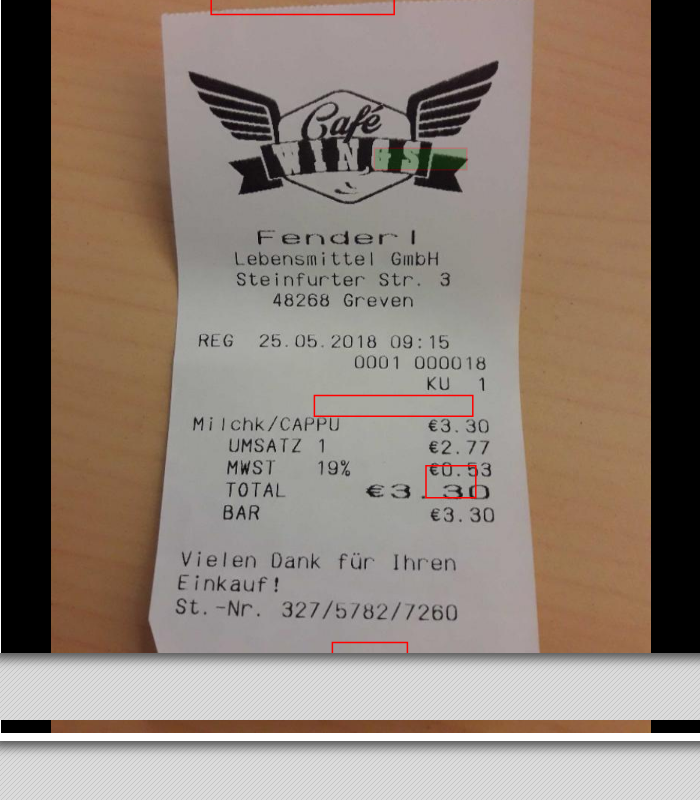 Café
WINGS
Fenderl
Lebensmittel GmbH
Steinfurter Str. 3
48268 Greven
REG 25.05.2018 09:15
0001 000018
KU 1
Milchk/CAPPU €3.30
UMSATZ 1 €2.77
MWST 19% €0.53
TOTAL €3.30
BAR €3.30
Vielen Dank für Ihren
Einkauf!
St.-Nr. 327/5782/7260